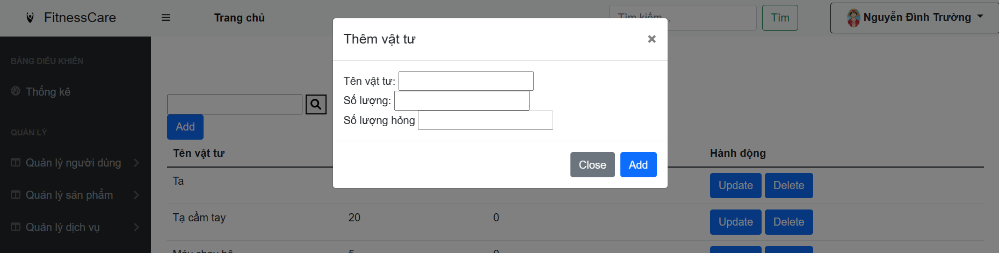 FitnessCare
Trang chủ
Tìm kiếm...
Tìm
Nguyễn Đình Trường
BẢNG ĐIỀU KHIỂN
Thống kê
QUẢN LÝ
Quản lý người dùng
Quản lý sản phẩm
Quản lý dịch vụ
Thêm vật tư
×
Tên vật tư:
Số lượng:
Số lượng hỏng
Close Add
Add
Tên vật tư Hành động
Ta Update Delete
Tạ cầm tay 20 0 Update Delete
Máy chạy bộ 5 0